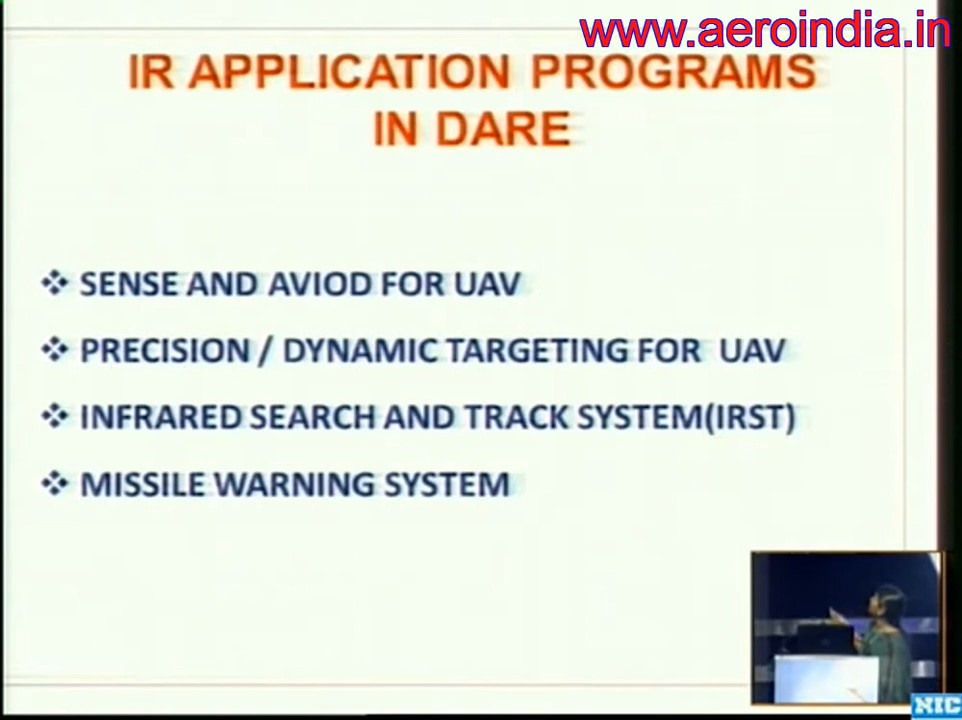 www.aeroindia.in
IR APPLICATION PROGRAMS
IN DARE
❖ SENSE AND AVIOD FOR UAV
❖ PRECISION / DYNAMIC TARGETING FOR UAV
❖ INFRARED SEARCH AND TRACK SYSTEM(IRST)
❖ MISSILE WARNING SYSTEM
NIC